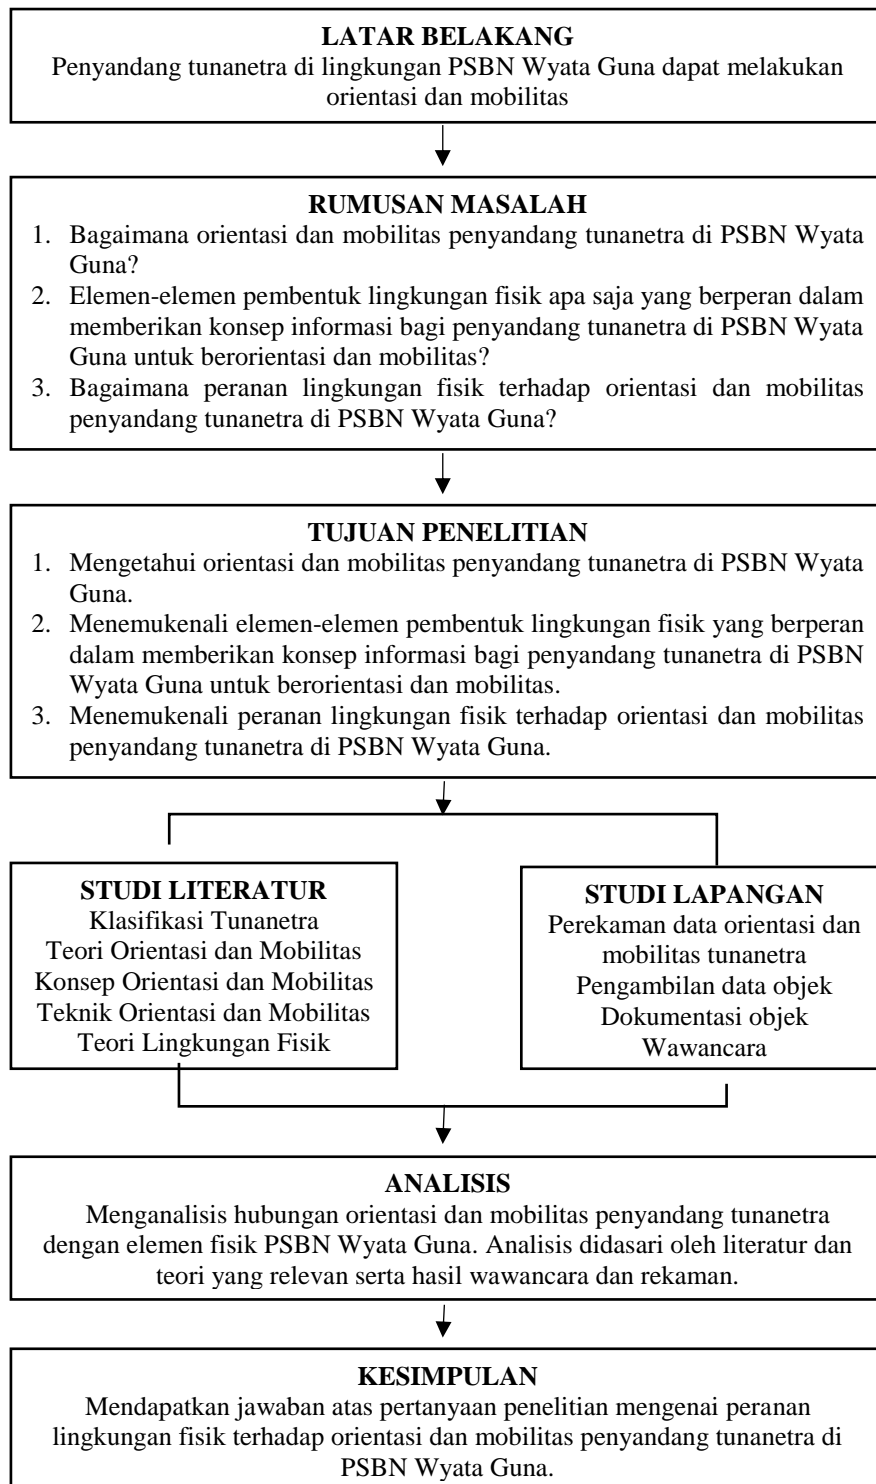 LATAR BELAKANG
Penyandang tunanetra di lingkungan PSBN Wyata Guna dapat melakukan
orientasi dan mobilitas
RUMUSAN MASALAH
1. Bagaimana orientasi dan mobilitas penyandang tunanetra di PSBN Wyata
Guna?
2. Elemen-elemen pembentuk lingkungan fisik apa saja yang berperan dalam
memberikan konsep informasi bagi penyandang tunanetra di PSBN Wyata
Guna untuk berorientasi dan mobilitas?
3. Bagaimana peranan lingkungan fisik terhadap orientasi dan mobilitas
penyandang tunanetra di PSBN Wyata Guna?
TUJUAN PENELITIAN
1. Mengetahui orientasi dan mobilitas penyandang tunanetra di PSBN Wyata
Guna.
2. Menemukenali elemen-elemen pembentuk lingkungan fisik yang berperan
dalam memberikan konsep informasi bagi penyandang tunanetra di PSBN
Wyata Guna untuk berorientasi dan mobilitas.
3. Menemukenali peranan lingkungan fisik terhadap orientasi dan mobilitas
penyandang tunanetra di PSBN Wyata Guna.
STUDI LITERATUR
Klasifikasi Tunanetra
Teori Orientasi dan Mobilitas
Konsep Orientasi dan Mobilitas
Teknik Orientasi dan Mobilitas
Teori Lingkungan Fisik
STUDI LAPANGAN
Perekaman data orientasi dan
mobilitas tunanetra
Pengambilan data objek
Dokumentasi objek
Wawancara
ANALISIS
Menganalisis hubungan orientasi dan mobilitas penyandang tunanetra
dengan elemen fisik PSBN Wyata Guna. Analisis didasari oleh literatur dan
teori yang relevan serta hasil wawancara dan rekaman.
KESIMPULAN
Mendapatkan jawaban atas pertanyaan penelitian mengenai peranan
lingkungan fisik terhadap orientasi dan mobilitas penyandang tunanetra di
PSBN Wyata Guna.